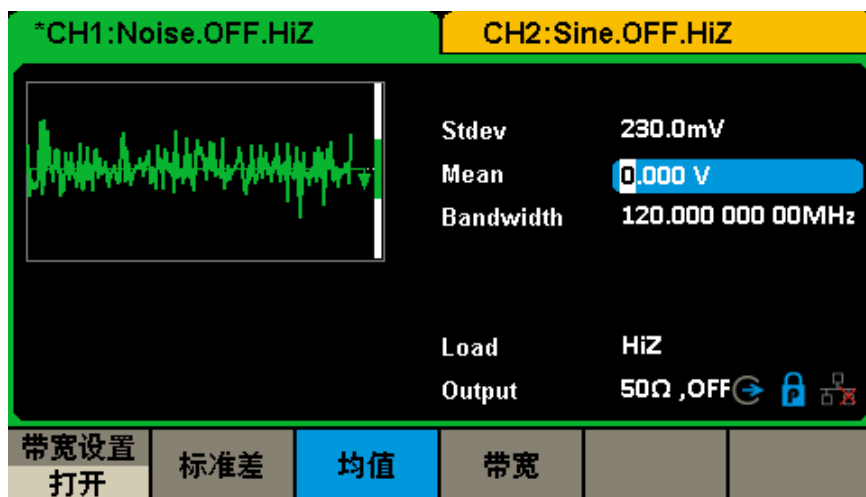 *CH1:Noise.OFF.HiZ
CH2:Sine.OFF.HiZ
Stdev 230.0mV
Mean 0.000 V
Bandwidth 120.000 000 00MHz
Load HiZ
Output 50Ω ,OFF
P
带宽设置
打开
标准差
均值
带宽